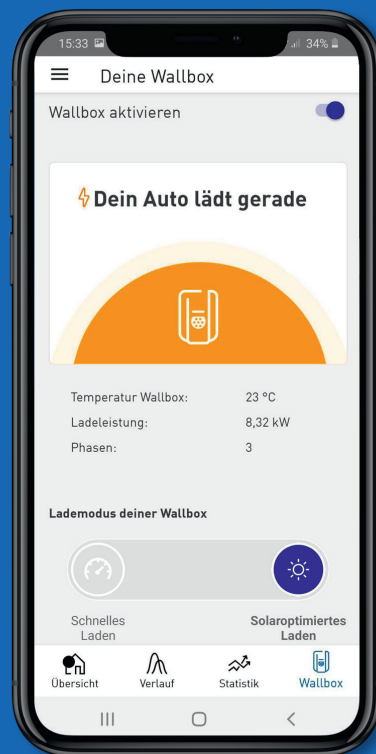 15:33
34%
Deine Wallbox
Wallbox aktivieren
Dein Auto lädt gerade
Temperatur Wallbox: 23 °C
Ladeleistung: 8,32 kW
Phasen: 3
Lademodus deiner Wallbox
Schnelles
Laden
Solaroptimiertes
Laden
Übersicht
Verlauf
Statistik
Wallbox